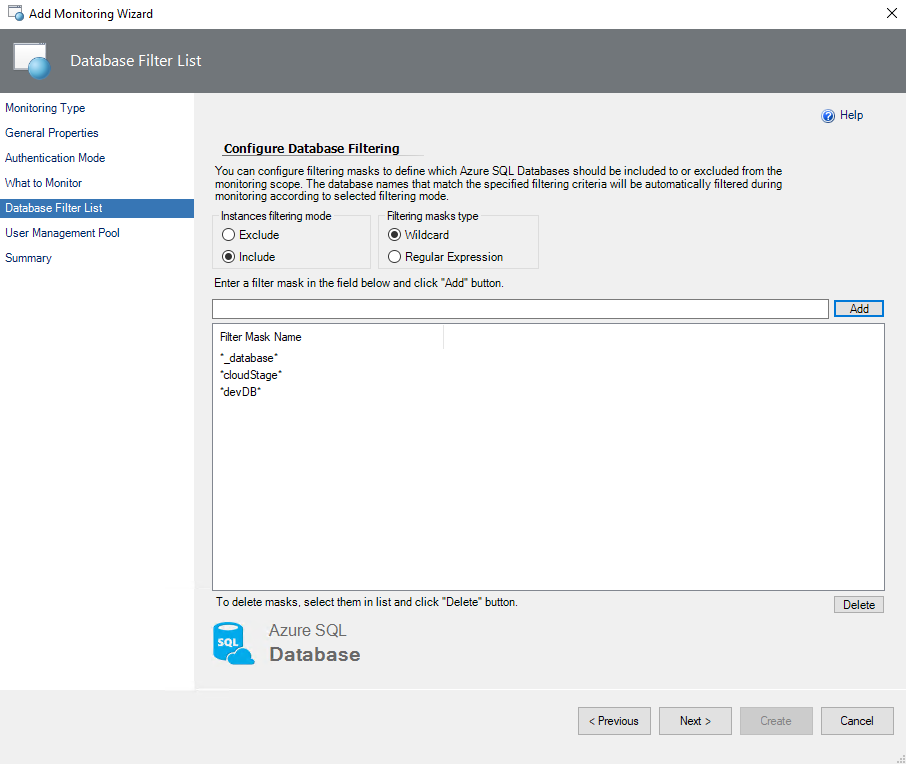 Add Monitoring Wizard
Database Filter List
Monitoring Type
General Properties
Authentication Mode
What to Monitor
Database Filter List
User Management Pool
Summary
Help
Configure Database Filtering
You can configure filtering masks to define which Azure SQL Databases should be included to or excluded from the
monitoring scope. The database names that match the specified filtering criteria will be automatically filtered during
monitoring according to selected filtering mode.
Instances filtering mode
Exclude
Include
Filtering masks type
Wildcard
Regular Expression
Enter a filter mask in the field below and click "Add" button.
Add
Filter Mask Name
*_database*
*cloudStage*
*devDB*
To delete masks, select them in list and click "Delete" button.
Delete
SQL
Azure SQL
Database
< Previous
Next >
Create
Cancel